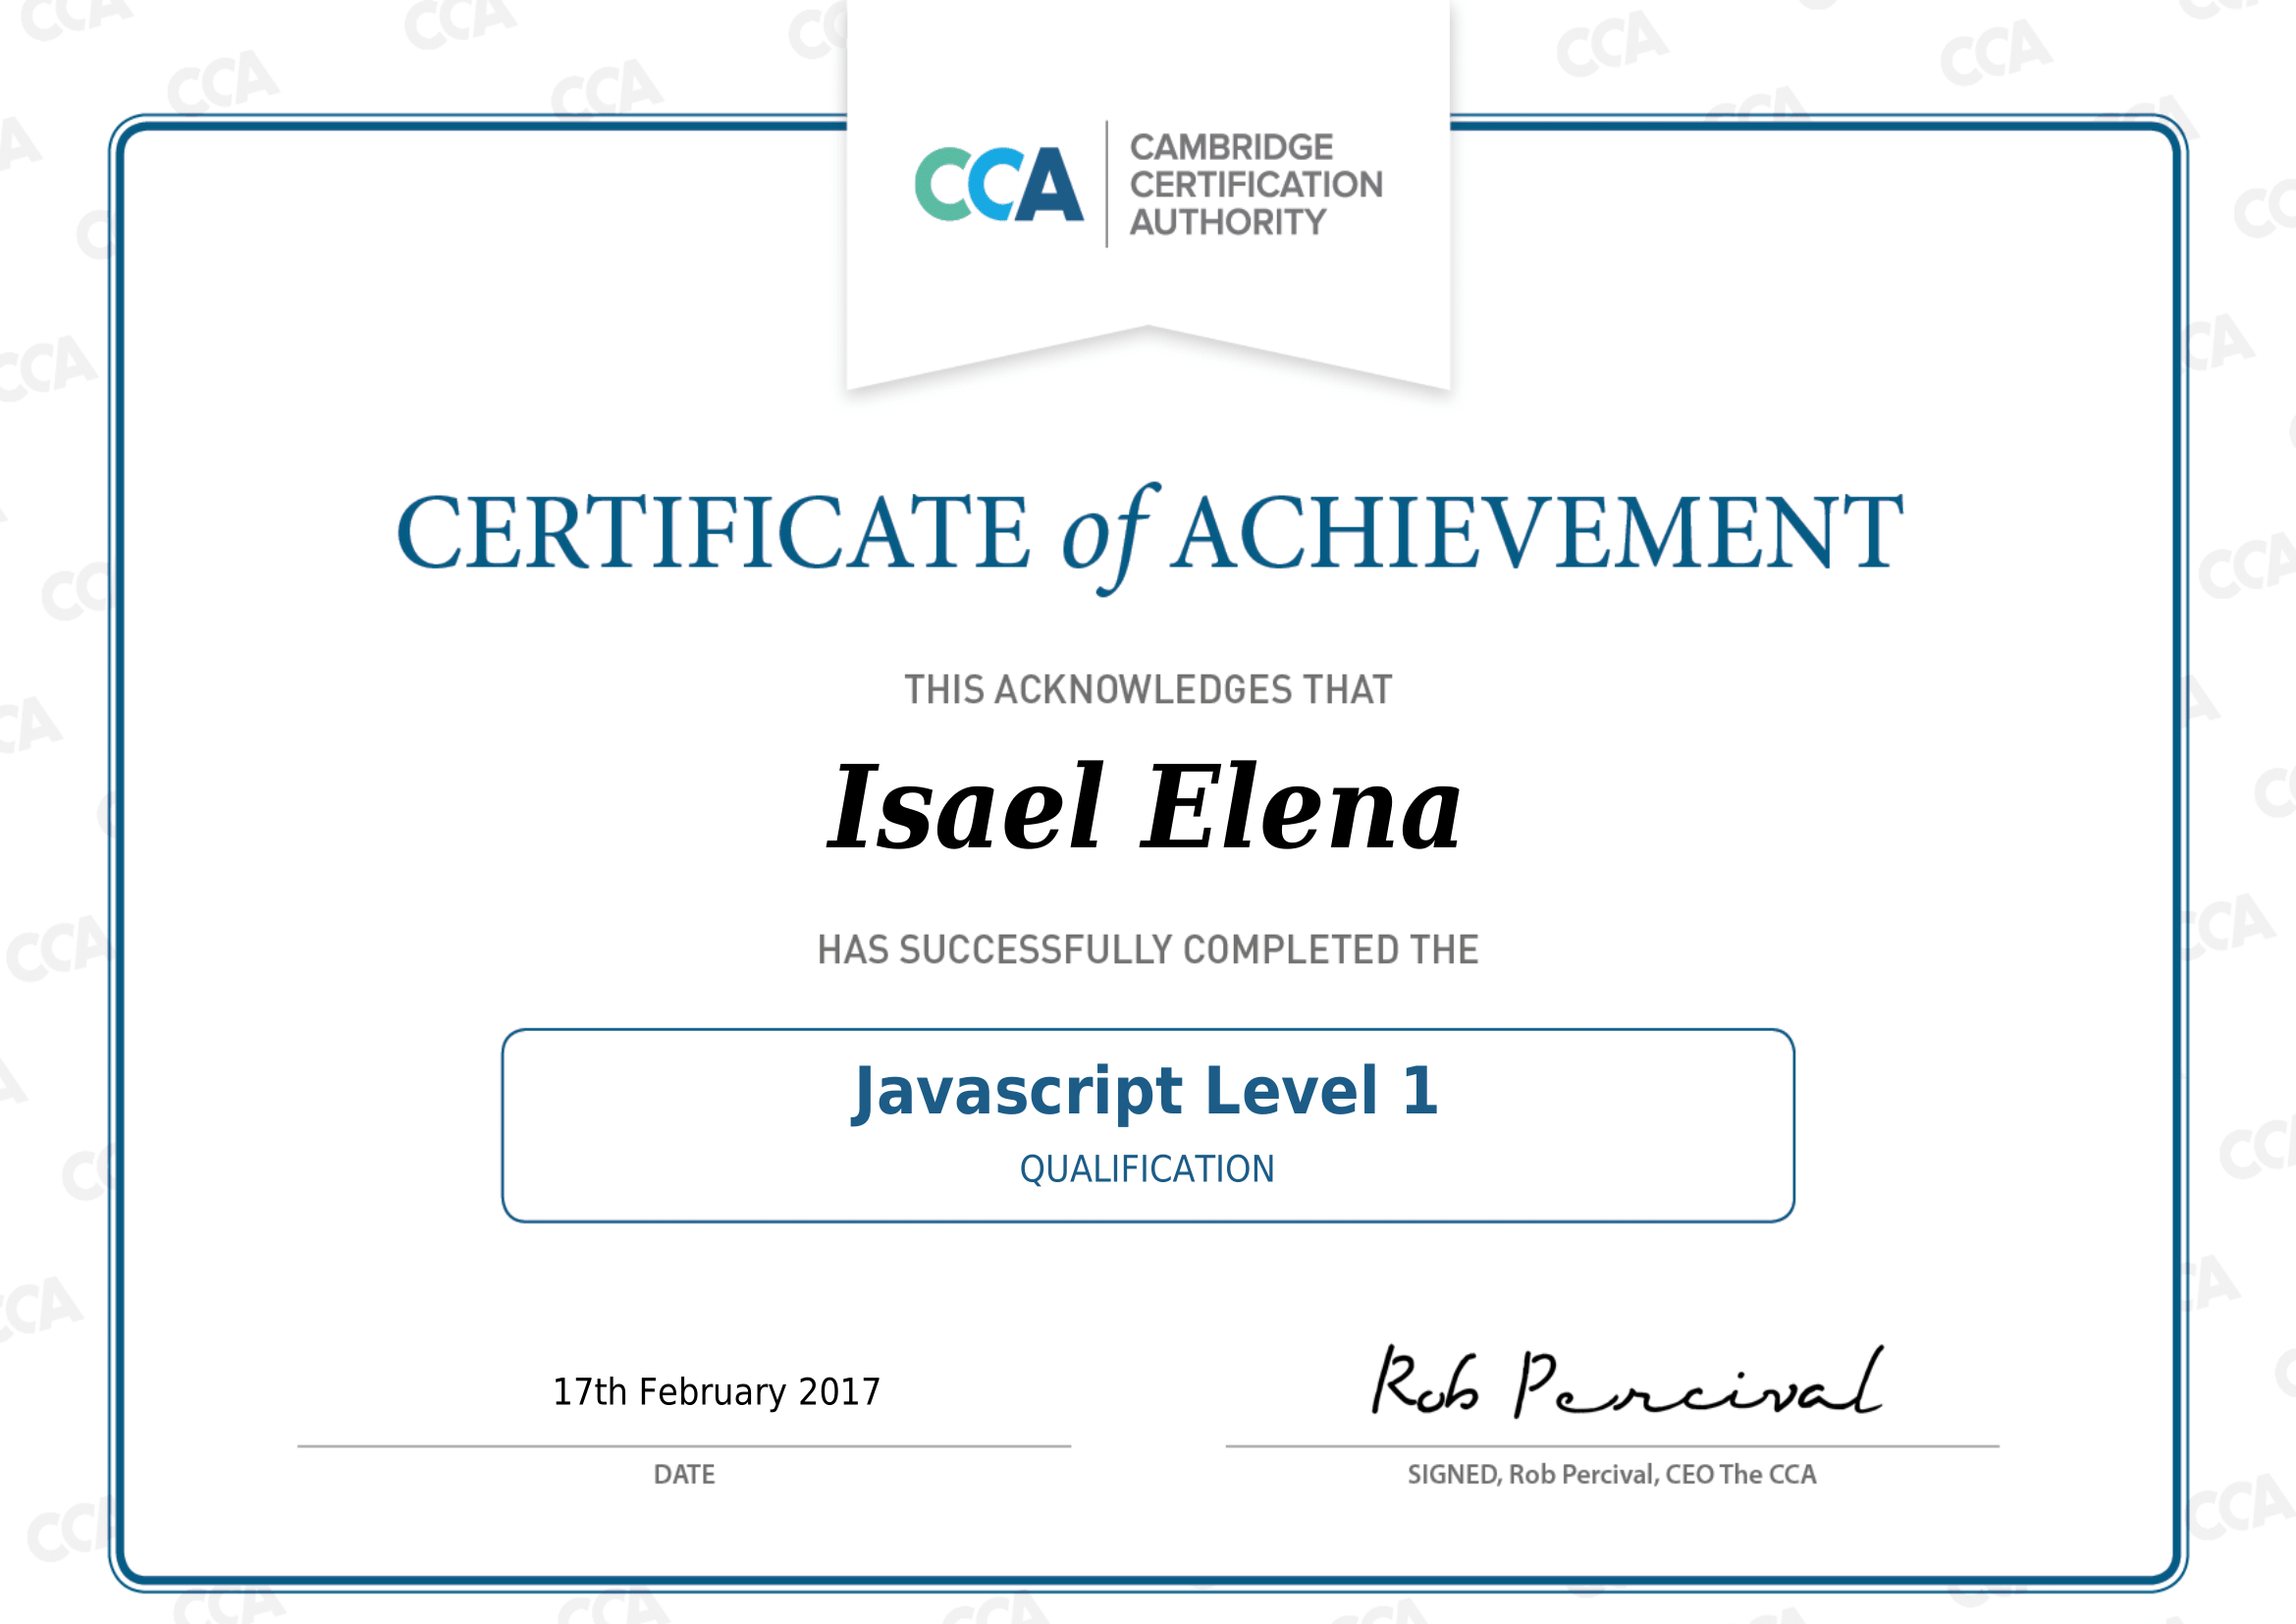 CCA
CAMBRIDGE
CERTIFICATION
AUTHORITY
CERTIFICATE of ACHIEVEMENT
THIS ACKNOWLEDGES THAT
Isael Elena
HAS SUCCESSFULLY COMPLETED THE
Javascript Level 1
QUALIFICATION
17th February 2017
Rob Percival
DATE
SIGNED, Rob Percival, CEO The CCA